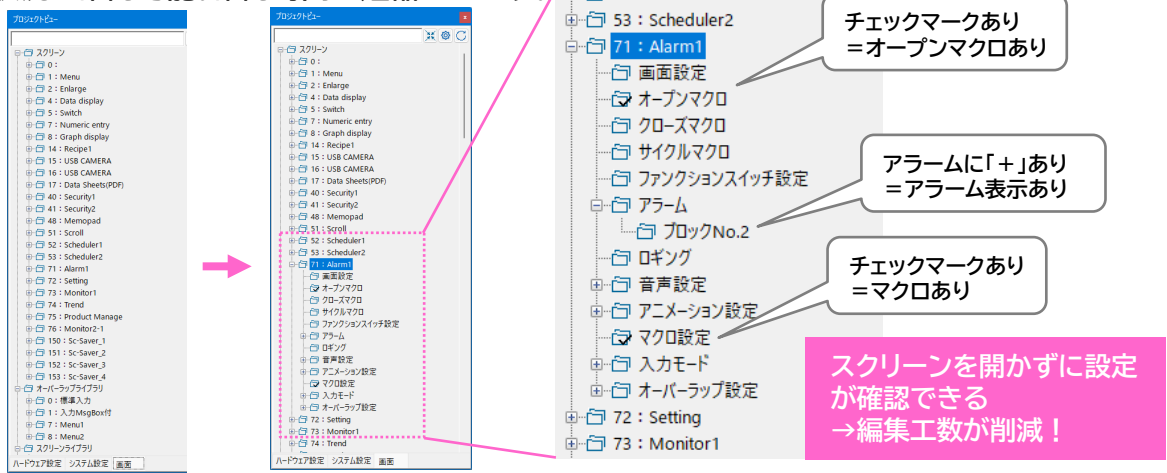 プロジェクトビュー
スクリーン
0：
1：Menu
2：Enlarge
4：Data display
5：Switch
7：Numeric entry
8：Graph display
14：Recipe1
15：USB CAMERA
16：USB CAMERA
17：Data Sheets(PDF)
40：Security1
41：Security2
48：Memopad
51：Scroll
52：Scheduler1
53：Scheduler2
71：Alarm1
72：Setting
73：Monitor1
74：Trend
75：Product Manage
76：Monitor2-1
150：Sc-Saver_1
151：Sc-Saver_2
152：Sc-Saver_3
153：Sc-Saver_4
オーバーラップライブラリ
0：標準入力
1：入力MsgBox付
7：Menu1
8：Menu2
スクリーンライブラリ
ハードウェア設定 システム設定 画面
プロジェクトビュー
スクリーン
0：
1：Menu
2：Enlarge
4：Data display
5：Switch
7：Numeric entry
8：Graph display
14：Recipe1
15：USB CAMERA
16：USB CAMERA
17：Data Sheets(PDF)
40：Security1
41：Security2
48：Memopad
51：Scroll
52：Scheduler1
53：Scheduler2
71：Alarm1
画面設定
オープンマクロ
クローズマクロ
サイクルマクロ
ファンクションスイッチ設定
アラーム
ロギング
音声設定
アニメーション設定
マクロ設定
入力モード
オーバーラップ設定
72：Setting
73：Monitor1
74：Trend
ハードウェア設定 システム設定 画面
53：Scheduler2
71：Alarm1
画面設定
オープンマクロ
クローズマクロ
サイクルマクロ
ファンクションスイッチ設定
アラーム
ブロックNo.2
ロギング
音声設定
アニメーション設定
マクロ設定
入力モード
オーバーラップ設定
72：Setting
73：Monitor1
チェックマークあり
＝オープンマクロあり
アラームに「＋」あり
＝アラーム表示あり
チェックマークあり
＝マクロあり
スクリーンを開かずに設定
が確認できる
→編集工数が削減！